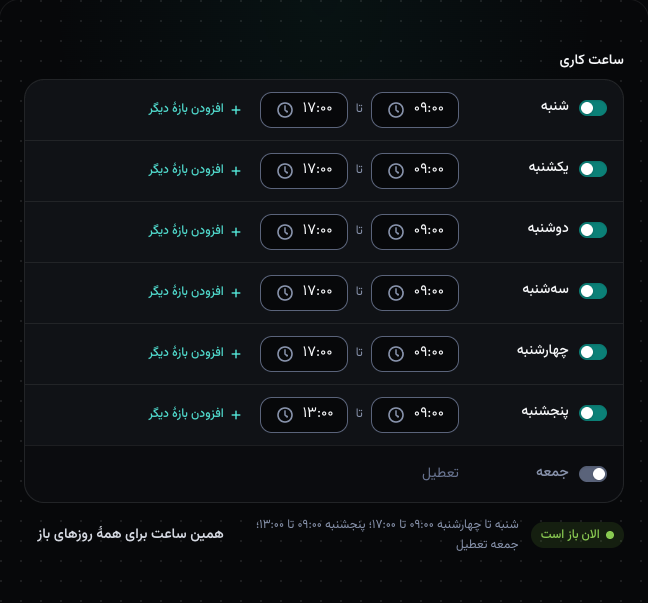 ساعت کاری
شنبه ۰۹:۰۰ تا ۱۷:۰۰ + افزودن بازهٔ دیگر
یکشنبه ۰۹:۰۰ تا ۱۷:۰۰ + افزودن بازهٔ دیگر
دوشنبه ۰۹:۰۰ تا ۱۷:۰۰ + افزودن بازهٔ دیگر
سه‌شنبه ۰۹:۰۰ تا ۱۷:۰۰ + افزودن بازهٔ دیگر
چهارشنبه ۰۹:۰۰ تا ۱۷:۰۰ + افزودن بازهٔ دیگر
پنجشنبه ۰۹:۰۰ تا ۱۳:۰۰ + افزودن بازهٔ دیگر
جمعه تعطیل
الان باز است
شنبه تا چهارشنبه ۰۹:۰۰ تا ۱۷:۰۰؛ پنجشنبه ۰۹:۰۰ تا ۱۳:۰۰؛
جمعه تعطیل
همین ساعت برای همهٔ روزهای باز